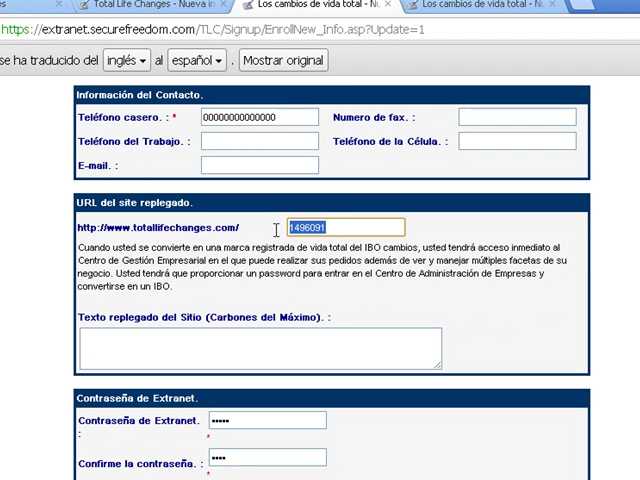 es Total Life Changes - Nueva in Los cambios de vida total - Nu Los cambios de vida total - Nu
https://extranet.securefreedom.com/TLC/Signup/EnrollNew_Info.asp?Update=1
se ha traducido del inglés al español . Mostrar original
Información del Contacto.
Teléfono casero. : * 00000000000000 Numero de fax. :
Teléfono del Trabajo. : Teléfono de la Célula. :
E-mail. :
URL del site replegado.
http://www.totallifechanges.com/ 1496091
Cuando usted se convierte en una marca registrada de vida total del IBO cambios, usted tendrá acceso inmediato al
Centro de Gestión Empresarial en el que puede realizar sus pedidos además de ver y manejar múltiples facetas de su
negocio. Usted tendrá que proporcionar un password para entrar en el Centro de Administración de Empresas y
convertirse en un IBO.
Texto replegado del Sitio (Carbones del Máximo). :
Contraseña de Extranet.
Contraseña de Extranet. •••••
: *
Confirme la contraseña. : ••••
*